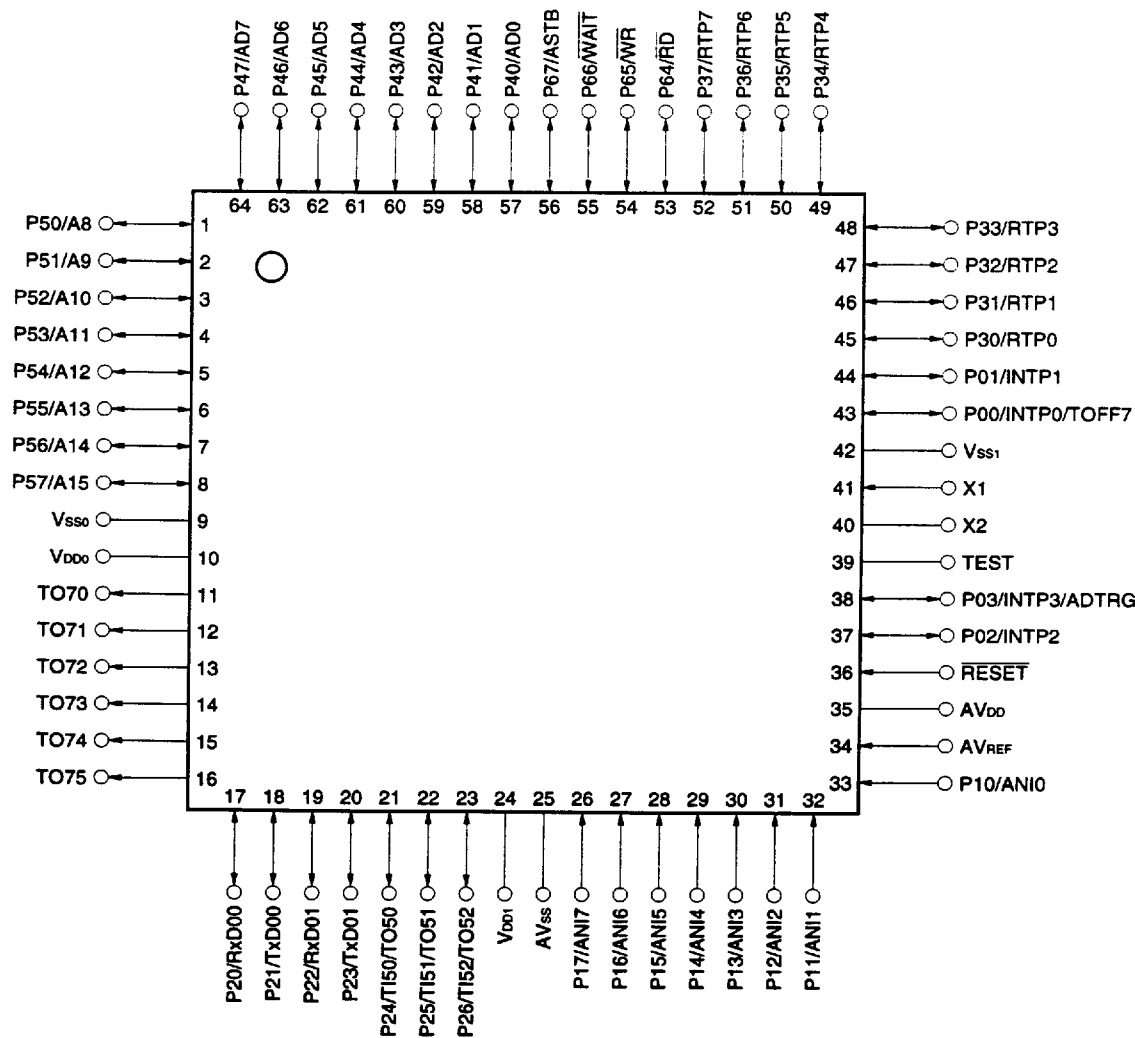 P47/AD7
P46/AD6
P45/AD5
P44/AD4
P43/AD3
P42/AD2
P41/AD1
P40/AD0
P67/ASTB
P66/WAIT
P65/WR
P64/RD
P37/RTP7
P36/RTP6
P35/RTP5
P34/RTP4
64 63 62 61 60 59 58 57 56 55 54 53 52 51 50 49
P50/A8 1
P51/A9 2
P52/A10 3
P53/A11 4
P54/A12 5
P55/A13 6
P56/A14 7
P57/A15 8
VSS0 9
VDD0 10
TO70 11
TO71 12
TO72 13
TO73 14
TO74 15
TO75 16
48 P33/RTP3
47 P32/RTP2
46 P31/RTP1
45 P30/RTP0
44 P01/INTP1
43 P00/INTP0/TOFF7
42 VSS1
41 X1
40 X2
39 TEST
38 P03/INTP3/ADTRG
37 P02/INTP2
36 RESET
35 AVDD
34 AVREF
33 P10/ANI0
17 18 19 20 21 22 23 24 25 26 27 28 29 30 31 32
P20/RxD00
P21/TxD00
P22/RxD01
P23/TxD01
P24/TI50/TO50
P25/TI51/TO51
P26/TI52/TO52
VDD1
AVSS
P17/ANI7
P16/ANI6
P15/ANI5
P14/ANI4
P13/ANI3
P12/ANI2
P11/ANI1